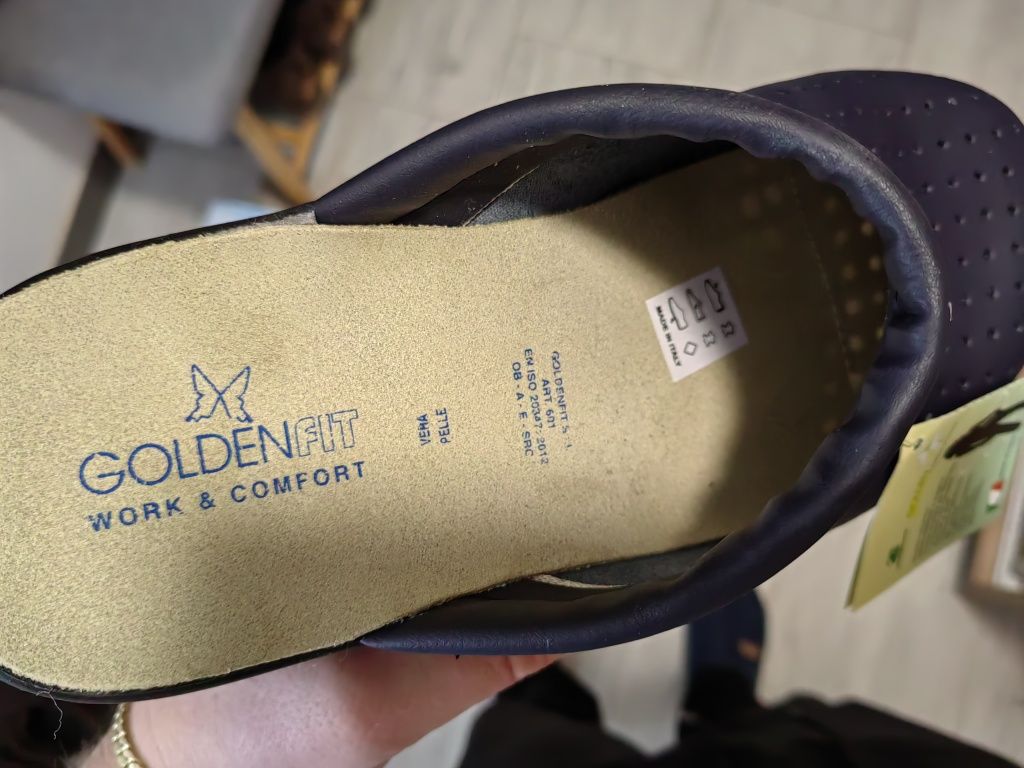 GOLDENFIT
WORK & COMFORT
VERA
PELLE
GOLDENFIT S.
ART. 601
EN ISO 20347 : 2012
OB - A - E - SRC
MADE IN ITALY